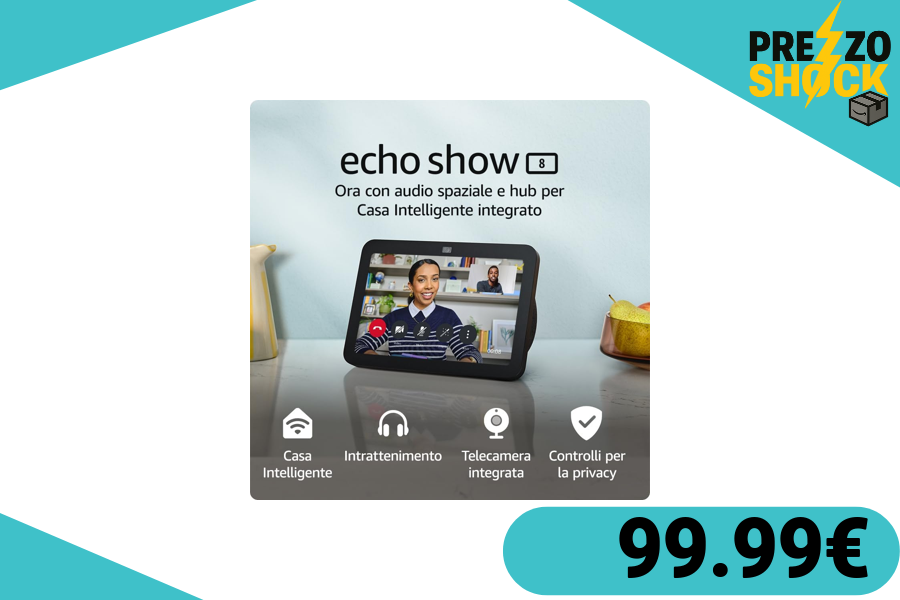 PREZZO
SHOCK
echo show 8
Ora con audio spaziale e hub per
Casa Intelligente integrato
Casa
Intelligente
Intrattenimento
Telecamera
integrata
Controlli per
la privacy
99.99€